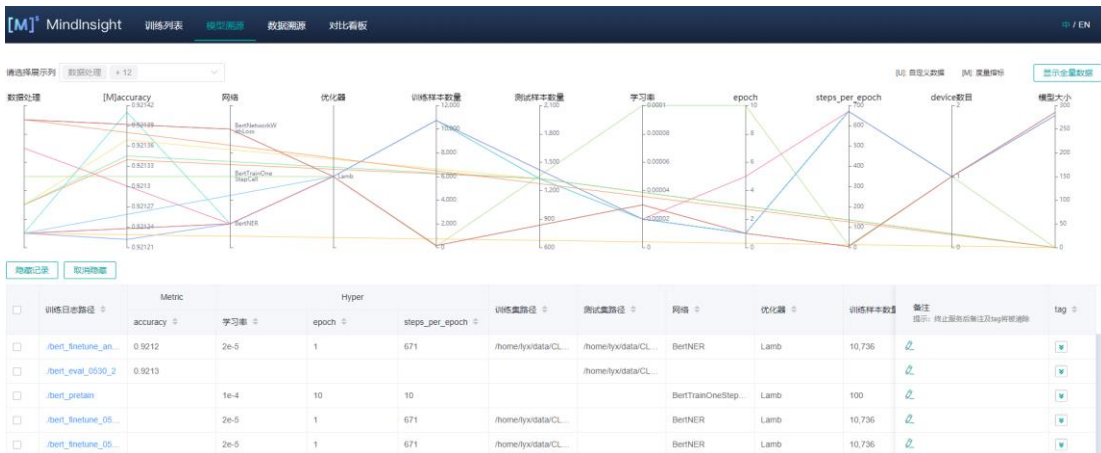 [M]ˢ MindInsight 训练列表 模型溯源 数据溯源 对比看板 中 / EN
请选择展示列 数据处理 + 12 [U]: 自定义数据 [M]: 度量指标 显示全量数据
数据处理 [M]accuracy 网络 优化器 训练样本数量 测试样本数量 学习率 epoch steps_per_epoch device数目 模型大小
0.92142 12,000 2,100 0.0001 10 700 2 300
0.92139 BertNetworkW 10,000 0.00008 8 600 250
ithLoss
0.92136 8,000 500 200
0.92133 1,500 0.00006 6 400 150
BertTrainOne Lamb 6,000 1
StepCell
0.9213 1,200 0.00004 4 300 100
0.92127 4,000 200
0.92124 BertNER 2,000 900 0.00002 2 100 50
0.92121 0 600 0 0 0 0
隐藏记录 取消隐藏
训练日志路径 Metric Hyper 训练集路径 测试集路径 网络 优化器 训练样本数量 备注 tag
提示：终止服务后备注及tag将被清除
accuracy 学习率 epoch steps_per_epoch
./bert_finetune_an... 0.9212 2e-5 1 671 /home/lyx/data/CL... /home/lyx/data/CL... BertNER Lamb 10,736
./bert_eval_0530_2 0.9213 /home/lyx/data/CL...
./bert_pretain 1e-4 10 10 BertTrainOneStep... Lamb 100
./bert_finetune_05... 2e-5 1 671 /home/lyx/data/CL... BertNER Lamb 10,736
./bert_finetune_05... 2e-5 1 671 /home/lyx/data/CL... BertNER Lamb 10,736